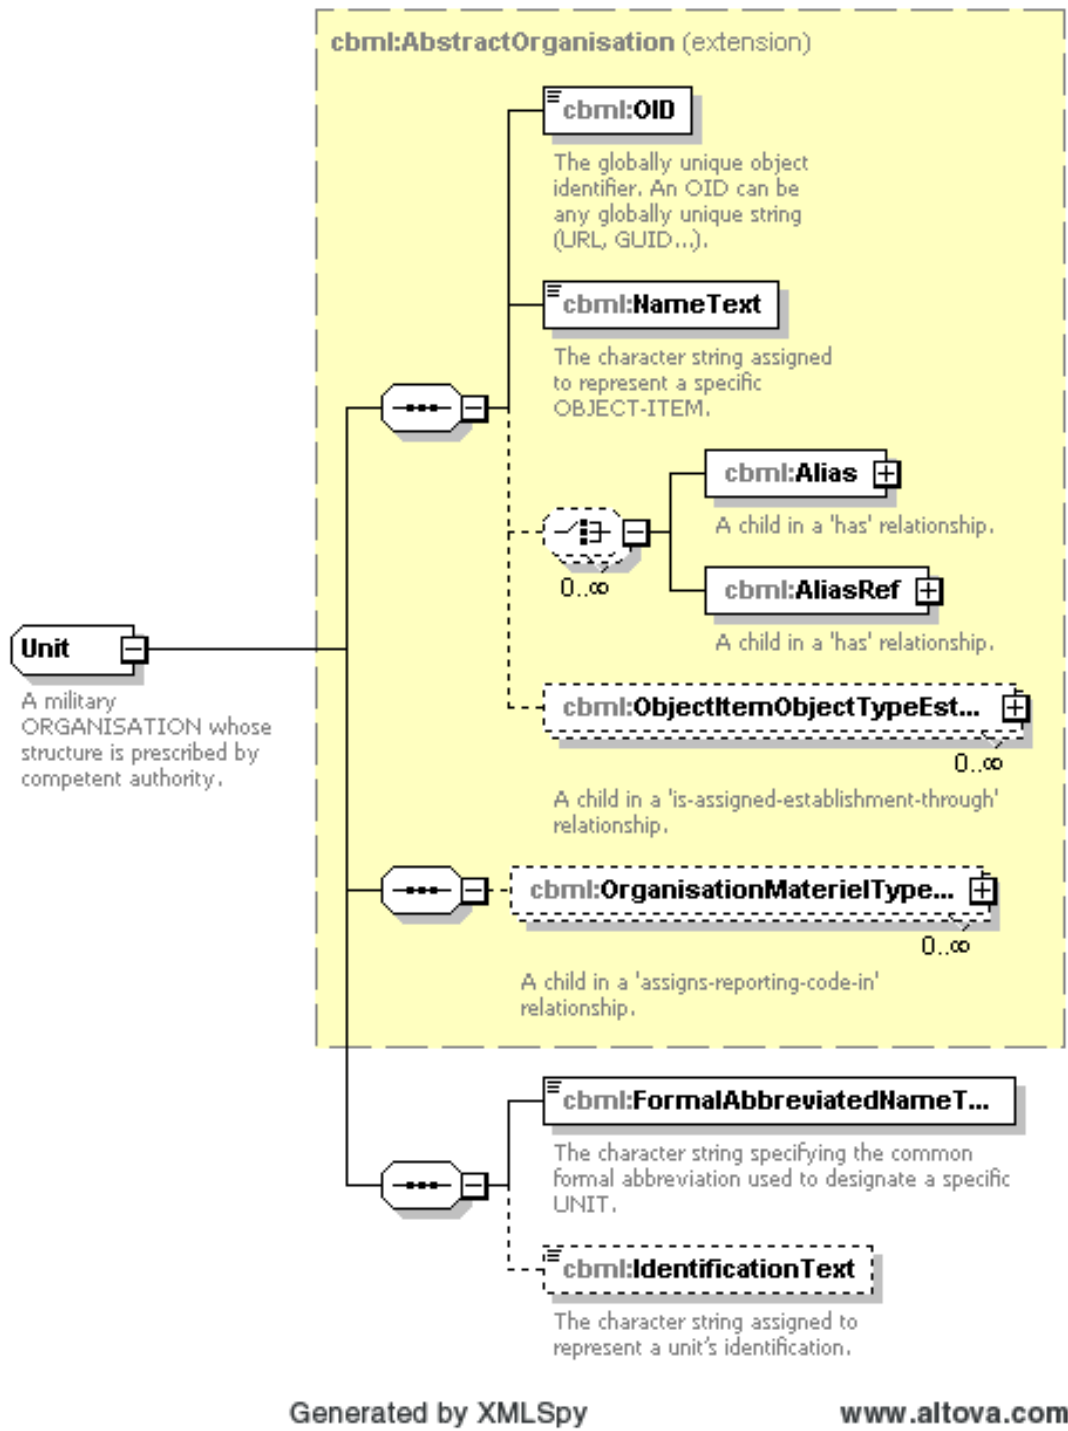 cbml:AbstractOrganisation (extension)
cbml:OID
The globally unique object
identifier. An OID can be
any globally unique string
(URL, GUID...).
cbml:NameText
The character string assigned
to represent a specific
OBJECT-ITEM.
cbml:Alias
A child in a 'has' relationship.
0..∞
cbml:AliasRef
A child in a 'has' relationship.
Unit
A military
ORGANISATION whose
structure is prescribed by
competent authority.
cbml:ObjectItemObjectTypeEst...
0..∞
A child in a 'is-assigned-establishment-through'
relationship.
cbml:OrganisationMaterielType...
0..∞
A child in a 'assigns-reporting-code-in'
relationship.
cbml:FormalAbbreviatedNameT...
The character string specifying the common
formal abbreviation used to designate a specific
UNIT.
cbml:IdentificationText
The character string assigned to
represent a unit's identification.
Generated by XMLSpy
www.altova.com